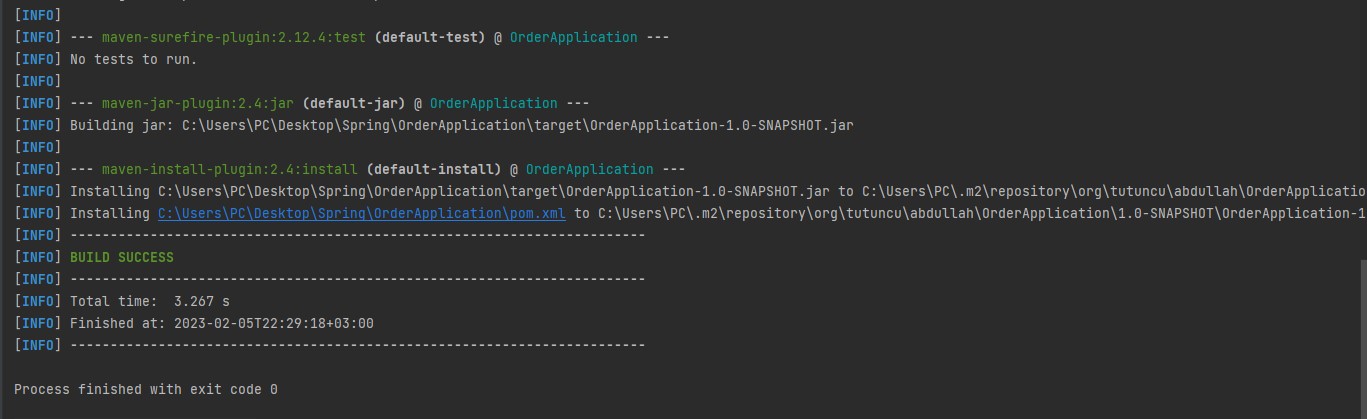 [INFO]
[INFO] --- maven-surefire-plugin:2.12.4:test (default-test) @ OrderApplication ---
[INFO] No tests to run.
[INFO]
[INFO] --- maven-jar-plugin:2.4:jar (default-jar) @ OrderApplication ---
[INFO] Building jar: C:\Users\PC\Desktop\Spring\OrderApplication\target\OrderApplication-1.0-SNAPSHOT.jar
[INFO]
[INFO] --- maven-install-plugin:2.4:install (default-install) @ OrderApplication ---
[INFO] Installing C:\Users\PC\Desktop\Spring\OrderApplication\target\OrderApplication-1.0-SNAPSHOT.jar to C:\Users\PC\.m2\repository\org\tutuncu\abdullah\OrderApplicatio
[INFO] Installing C:\Users\PC\Desktop\Spring\OrderApplication\pom.xml to C:\Users\PC\.m2\repository\org\tutuncu\abdullah\OrderApplication\1.0-SNAPSHOT\OrderApplication-1
[INFO] ------------------------------------------------------------------------
[INFO] BUILD SUCCESS
[INFO] ------------------------------------------------------------------------
[INFO] Total time:  3.267 s
[INFO] Finished at: 2023-02-05T22:29:18+03:00
[INFO] ------------------------------------------------------------------------
Process finished with exit code 0